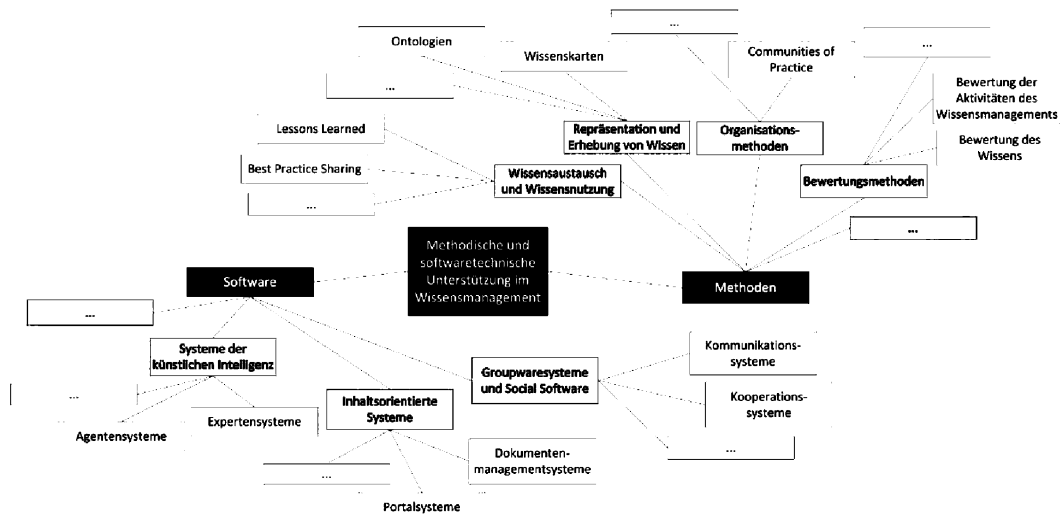 ...
Ontologien
Wissenskarten
Communities of
Practice
...
...
Bewertung der
Aktivitäten des
Wissensmanagements
Lessons Learned
Repräsentation und
Erhebung von Wissen
Organisations-
methoden
Bewertung des
Wissens
Best Practice Sharing
Wissensaustausch
und Wissensnutzung
Bewertungsmethoden
...
...
Methodische und
softwaretechnische
Unterstützung im
Wissensmanagement
Software
Methoden
...
Systeme der
künstlichen Intelligenz
Kommunikations-
systeme
Groupwaresysteme
und Social Software
...
Inhaltsorientierte
Systeme
Kooperations-
systeme
Expertensysteme
Agentensysteme
...
Dokumenten-
managementsysteme
...
Portalsysteme